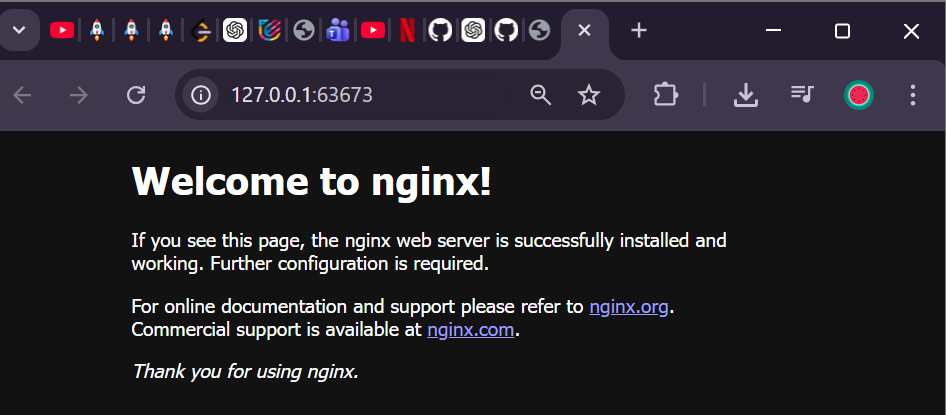 127.0.0.1:63673
Welcome to nginx!
If you see this page, the nginx web server is successfully installed and
working. Further configuration is required.
For online documentation and support please refer to nginx.org.
Commercial support is available at nginx.com.
Thank you for using nginx.